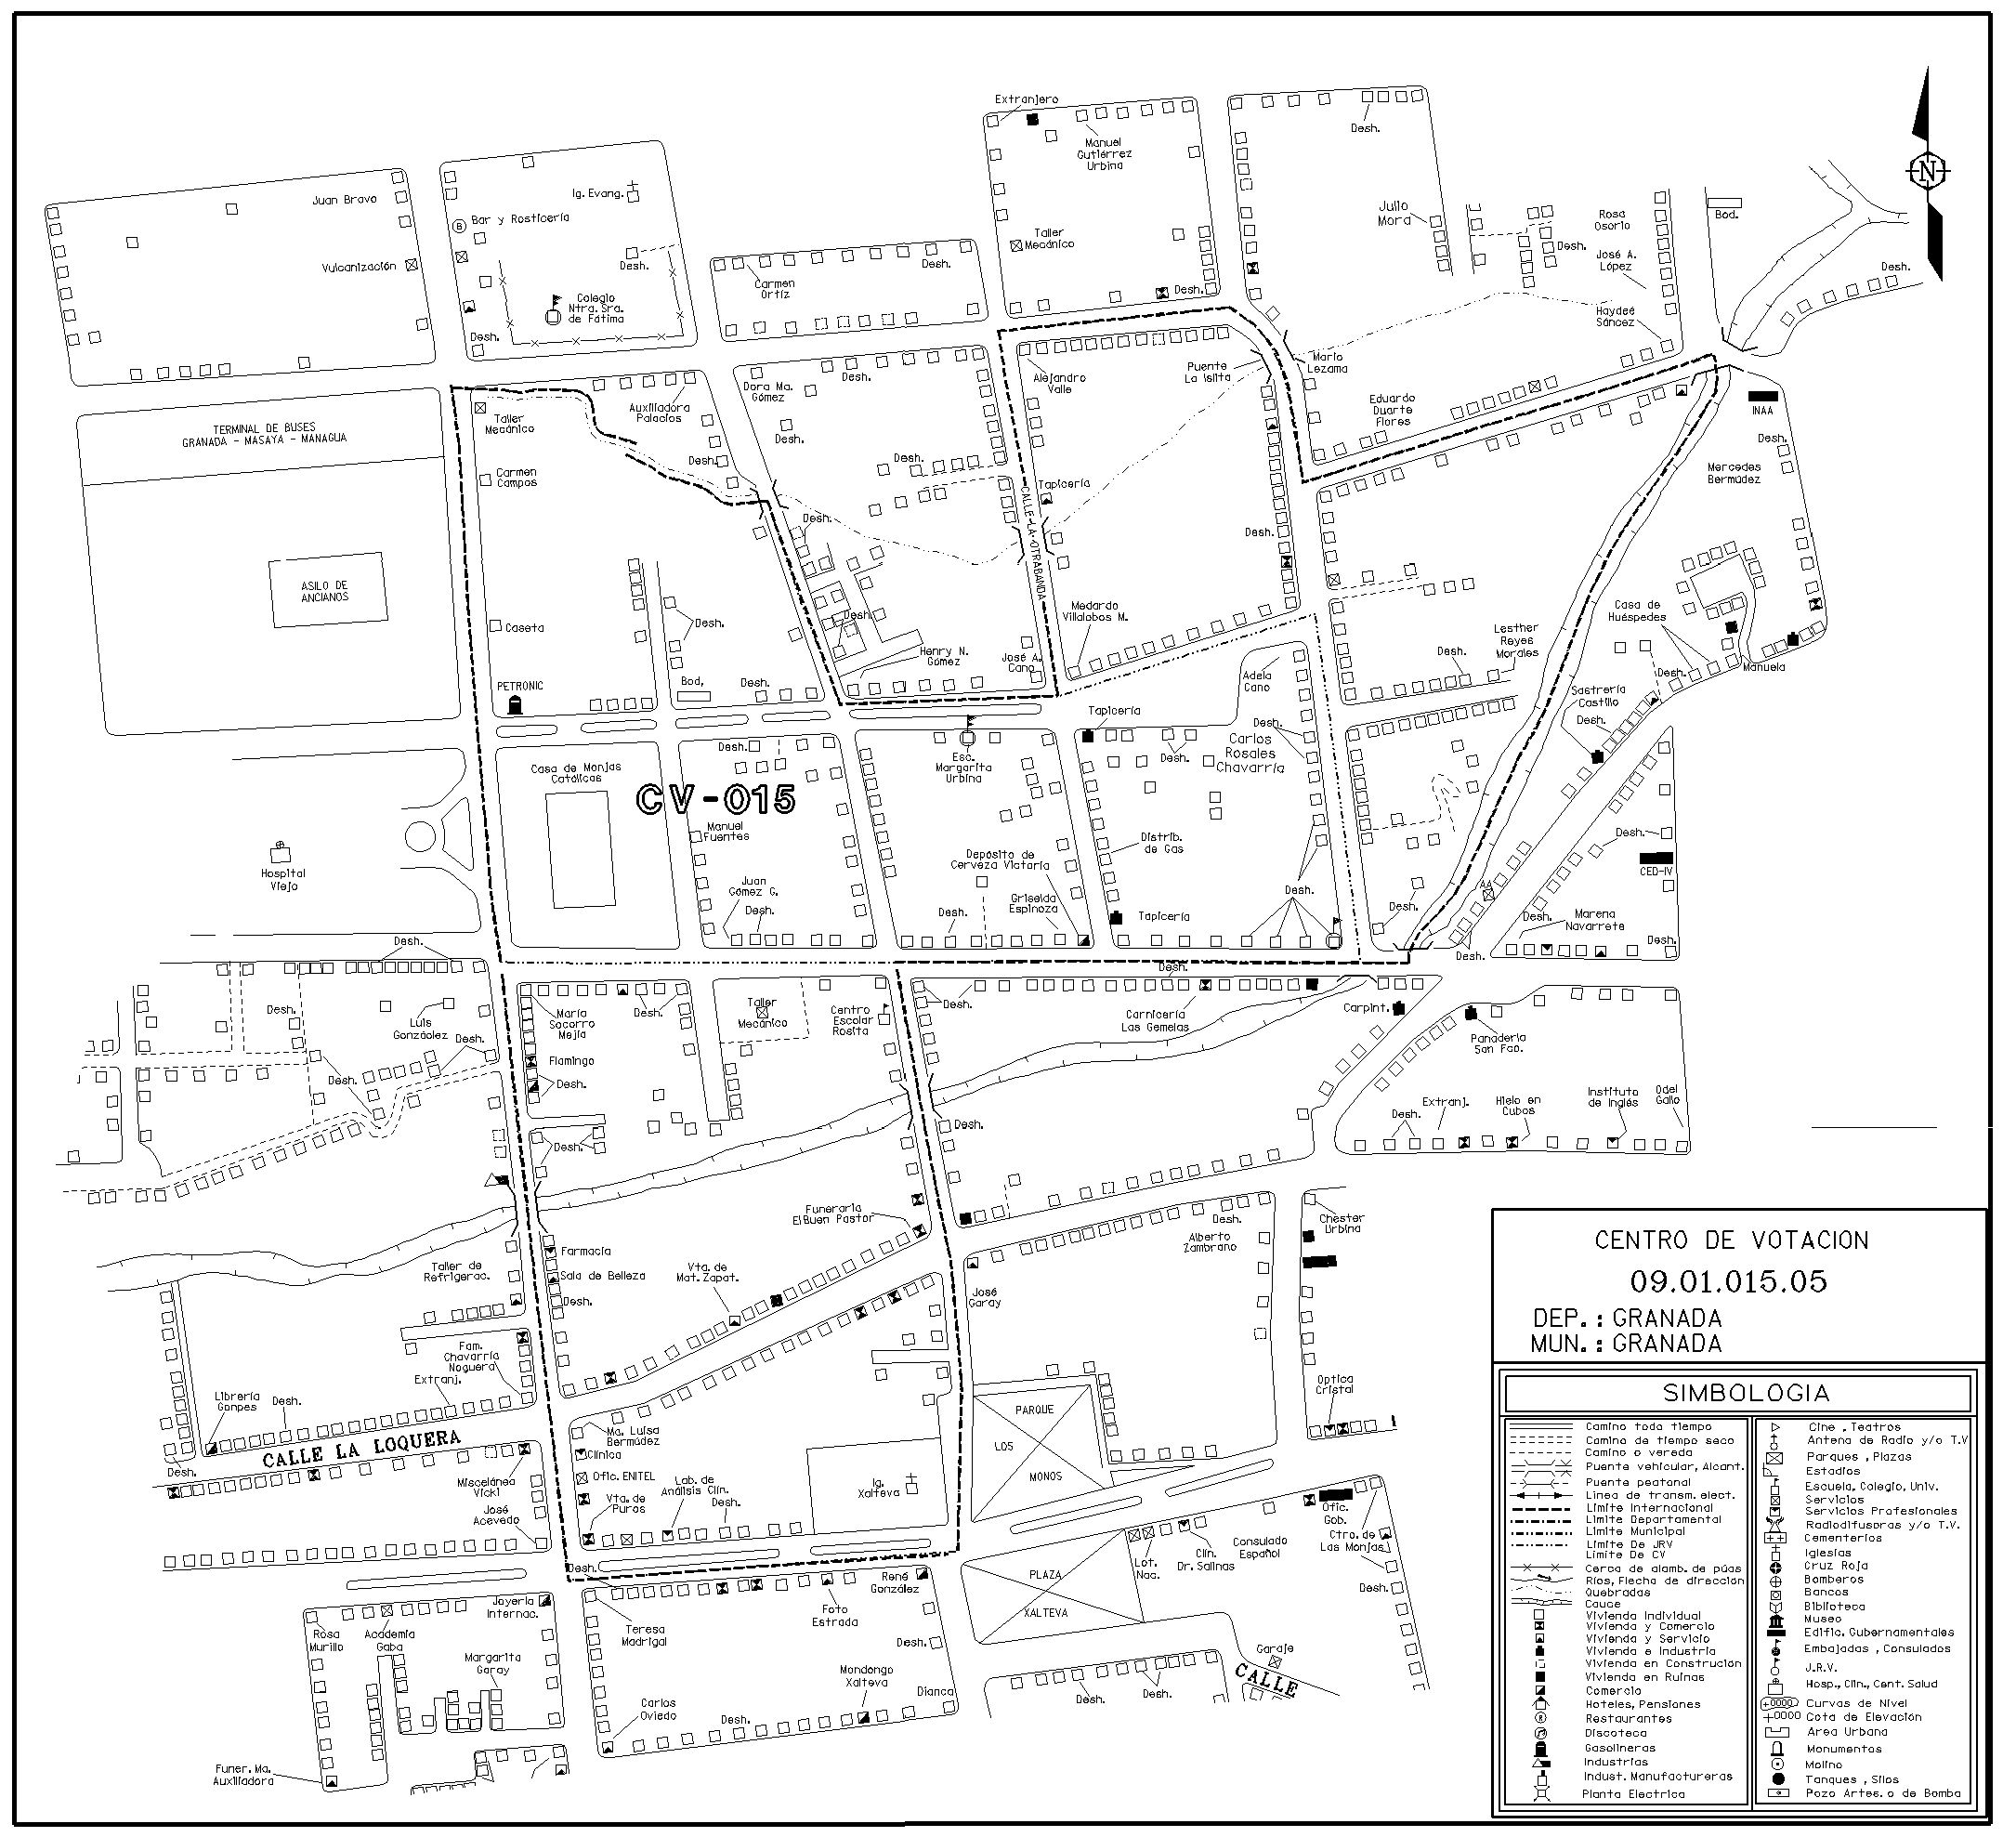 Extranjero
Manuel
Gutiérrez
Urbina
Desh.
Juan Bravo
Ig. Evang.
Bar y Rosticería
B
Vulcanización
Desh.
Colegio
Ntra. Sra.
de Fátima
Desh.
Carmen
Ortíz
Desh.
Taller
Mecánico
Desh.
Julio
Mora
Rosa
Osorio
Desh.
José A.
López
Haydeé
Sáncez
Bod.
Desh.
N
TERMINAL DE BUSES
GRANADA - MASAYA - MANAGUA
Taller
Mecánico
Auxiliadora
Palacios
Dora Ma.
Gómez
Desh.
Alejandro
Valle
Puente
La Islita
Mario
Lezama
Eduardo
Duarte
Flores
INAA
Desh.
Mercedes
Bermúdez
Desh.
Desh.
Desh.
Carmen
Campos
Tapicería
CALLE LA OTRABANDA
Desh.
Desh.
ASILO DE
ANCIANOS
Caseta
Desh.
Desh.
Medardo
Villalobos M.
Casa de
Huéspedes
Lesther
Reyes
Morales
Desh.
Manuela
Desh.
PETRONIC
Bod.
Desh.
Henry N.
Gómez
José A.
Cano
Adela
Cano
Sastrería
Castillo
Desh.
Tapicería
Desh.
Carlos
Rosales
Chavarría
Casa de Monjas
Católicas
Desh.
Esc.
Margarita
Urbina
Desh.
CV-015
Manuel
Fuentes
Depósito de
Cerveza Victoria
Distrib.
de Gas
Desh.
CED-IV
Hospital
Viejo
Juan
Gómez G.
Desh.
Desh.
Griselda
Espinoza
Tapicería
Desh.
Desh.
AA
Desh.
Marena
Navarrete
Desh.
Desh.
Desh.
Desh.
Desh.
Luis
Gonzáolez
Desh.
María
Socorro
Mejía
Desh.
Taller
Mecánico
Centro
Escolar
Rosita
Desh.
Carnicería
Las Gemelas
Carpint.
Panadería
San Fco.
Desh.
Flamingo
Desh.
Desh.
Desh.
Desh.
Extranj.
Hielo en
Cubos
Instituto
de Inglés
Odel
Gallo
Funeraria
El Buen Pastor
Desh.
Alberto
Zambrano
Chester
Urbina
Farmacia
Taller de
Refrigerac.
Sala de Belleza
Desh.
Vta. de
Mat. Zapat.
José
Garay
Fam.
Chavarría
Noguera
Extranj.
Librería
Gonpes
Desh.
CALLE LA LOQUERA
Desh.
Miscelánea
Vicki
José
Acevedo
Ma. Luisa
Bermúdez
Clínica
Ofic. ENITEL
Vta. de
Puros
Lab. de
Análisis Clín.
Desh.
Ig.
Xalteva
PARQUE
LOS
MONOS
Optica
Cristal
Ofic.
Gob.
Lot.
Nac.
Clín.
Dr. Salinas
Consulado
Español
Ctro. de
Las Monjas
Desh.
Desh.
PLAZA
XALTEVA
Joyería
Internac.
Rosa
Murillo
Academia
Gaba
Margarita
Garay
Teresa
Madrigal
Foto
Estrada
René
González
Desh.
Mondongo
Xalteva
Dianca
Carlos
Oviedo
Desh.
Desh.
Desh.
Garaje
CALLE
Funer. Ma.
Auxiliadora
CENTRO DE VOTACION
09.01.015.05
DEP. : GRANADA
MUN. : GRANADA
SIMBOLOGIA
Camino todo tiempo
Camino de tiempo seco
Camino o vereda
Puente vehicular, Alcant.
Puente peatonal
Línea de transm. elect.
Límite Internacional
Límite Departamental
Límite Municipal
Límite De JRV
Límite De CV
Cerca de alamb. de púas
Ríos, Flecha de dirección
Quebradas
Cauce
Vivienda Individual
Vivienda y Comercio
Vivienda y Servicio
Vivienda e Industria
Vivienda en Construción
Vivienda en Ruinas
Comercio
Hoteles, Pensiones
Restaurantes
Discoteca
Gasolineras
Industrias
Indust. Manufactureras
Planta Electrica
Cine , Teatros
Antena de Radio y/o T.V
Parques , Plazas
Estadios
Escuela, Colegio, Univ.
Servicios
Servicios Profesionales
Radiodifusoras y/o T.V.
Cementerios
Iglesias
Cruz Roja
Bomberos
Bancos
Biblioteca
Museo
Edific. Gubernamentales
Embajadas , Consulados
J.R.V.
Hosp., Clin., Cent. Salud
Curvas de Nivel
+0000 Cota de Elevación
Area Urbana
Monumentos
Molino
Tanques , Silos
Pozo Artes. o de Bomba